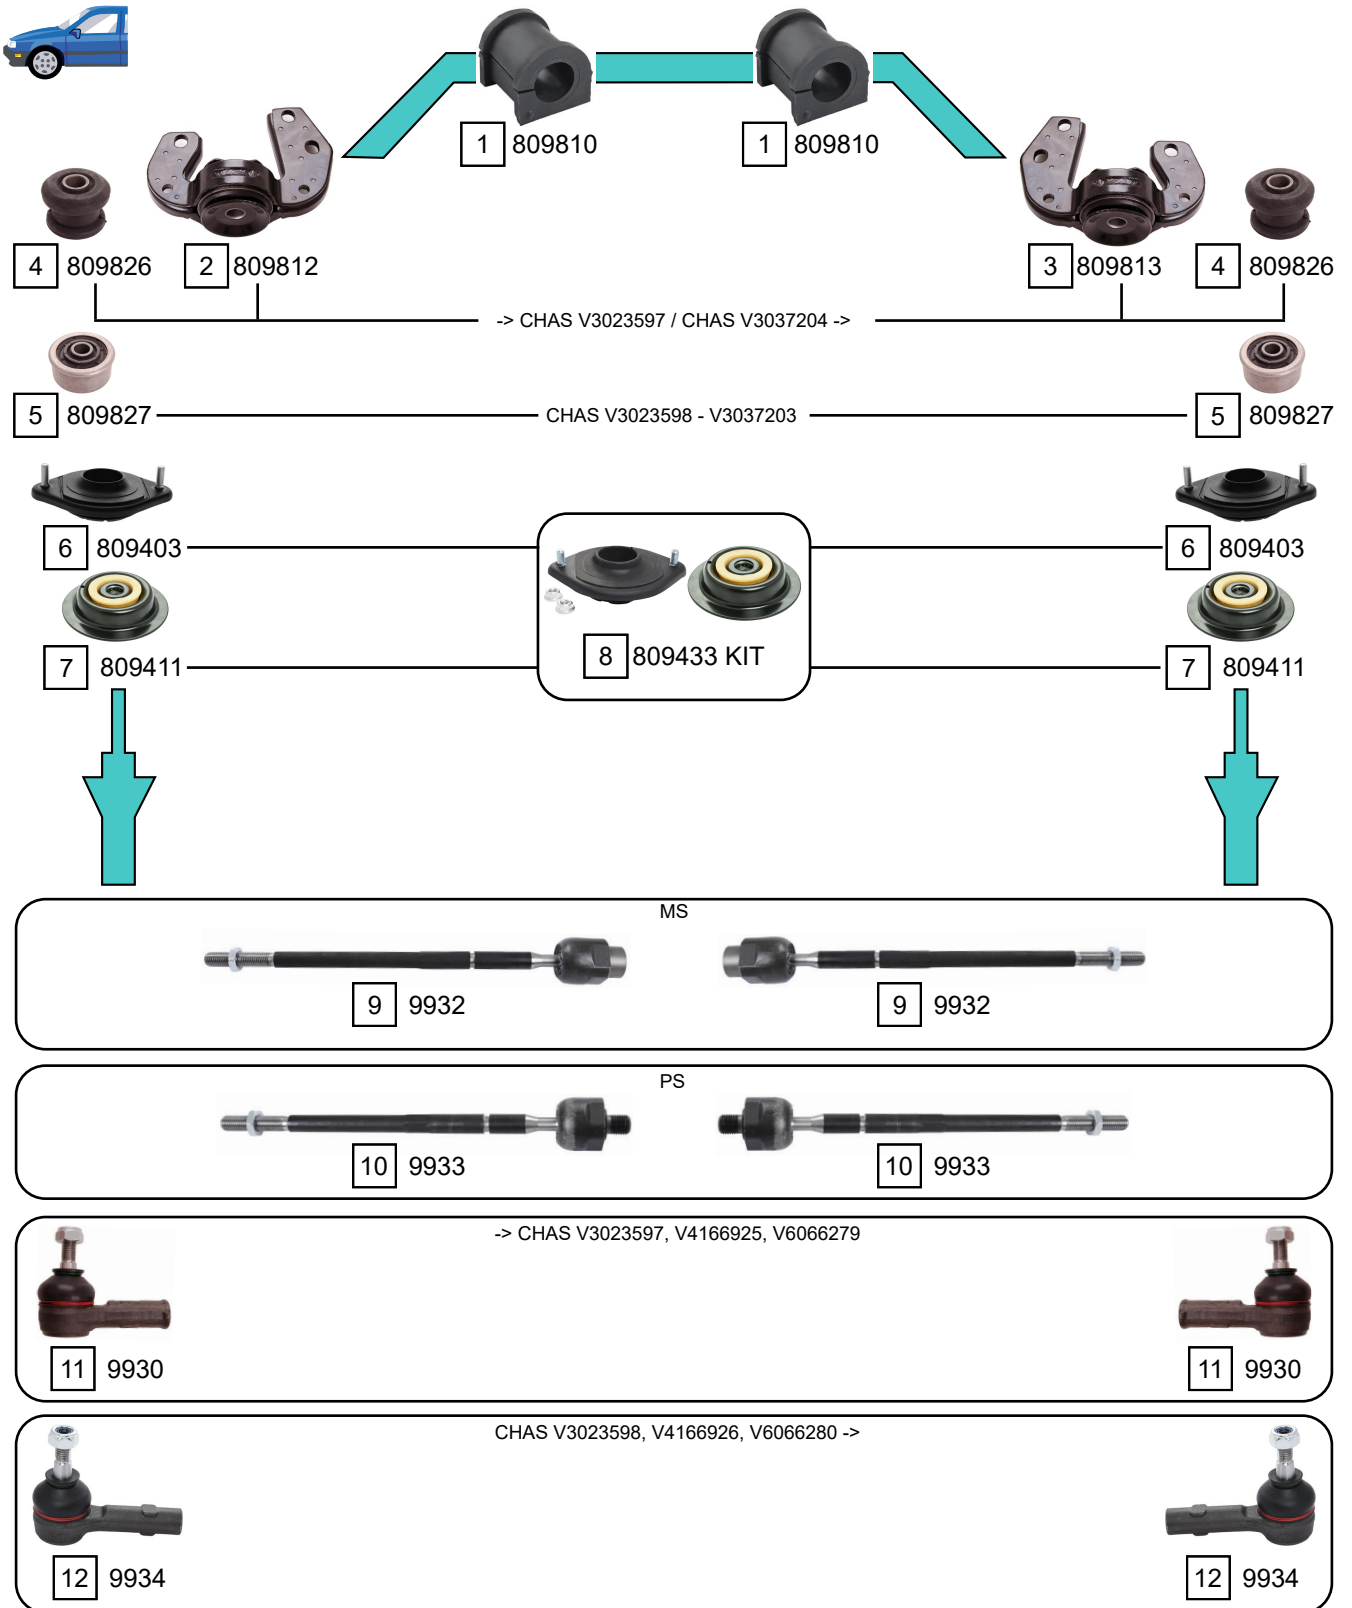 1 809810
1 809810
4 809826
2 809812
3 809813
4 809826
-> CHAS V3023597 / CHAS V3037204 ->
5 809827
CHAS V3023598 - V3037203
5 809827
6 809403
6 809403
8 809433 KIT
7 809411
7 809411
MS
9 9932
9 9932
PS
10 9933
10 9933
-> CHAS V3023597, V4166925, V6066279
11 9930
11 9930
CHAS V3023598, V4166926, V6066280 ->
12 9934
12 9934